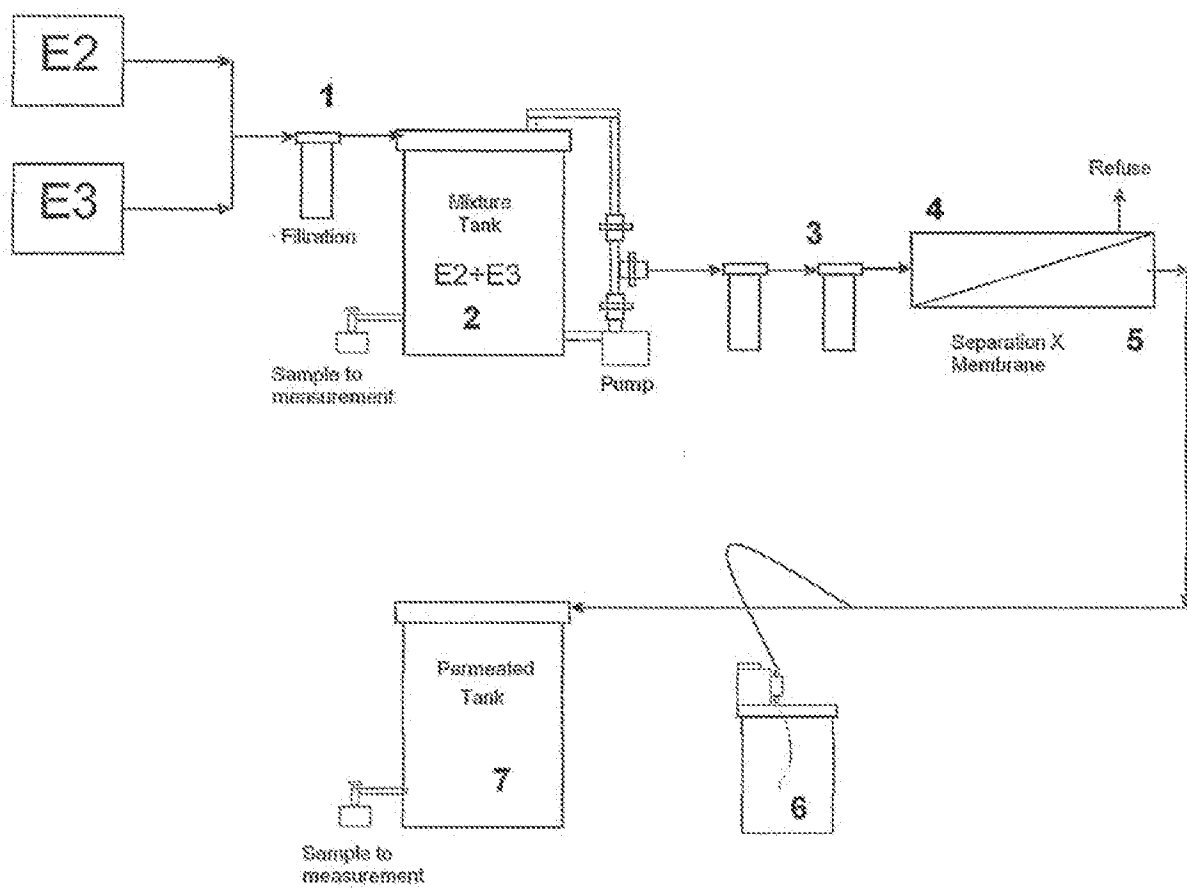 E2
1
E3
Filtration
Mixture
Tank
E2+E3
2
Sample to
measurement
Pump
3
4
Refuse
Separation X
Membrane
5
Permeated
Tank
7
6
Sample to
measurement